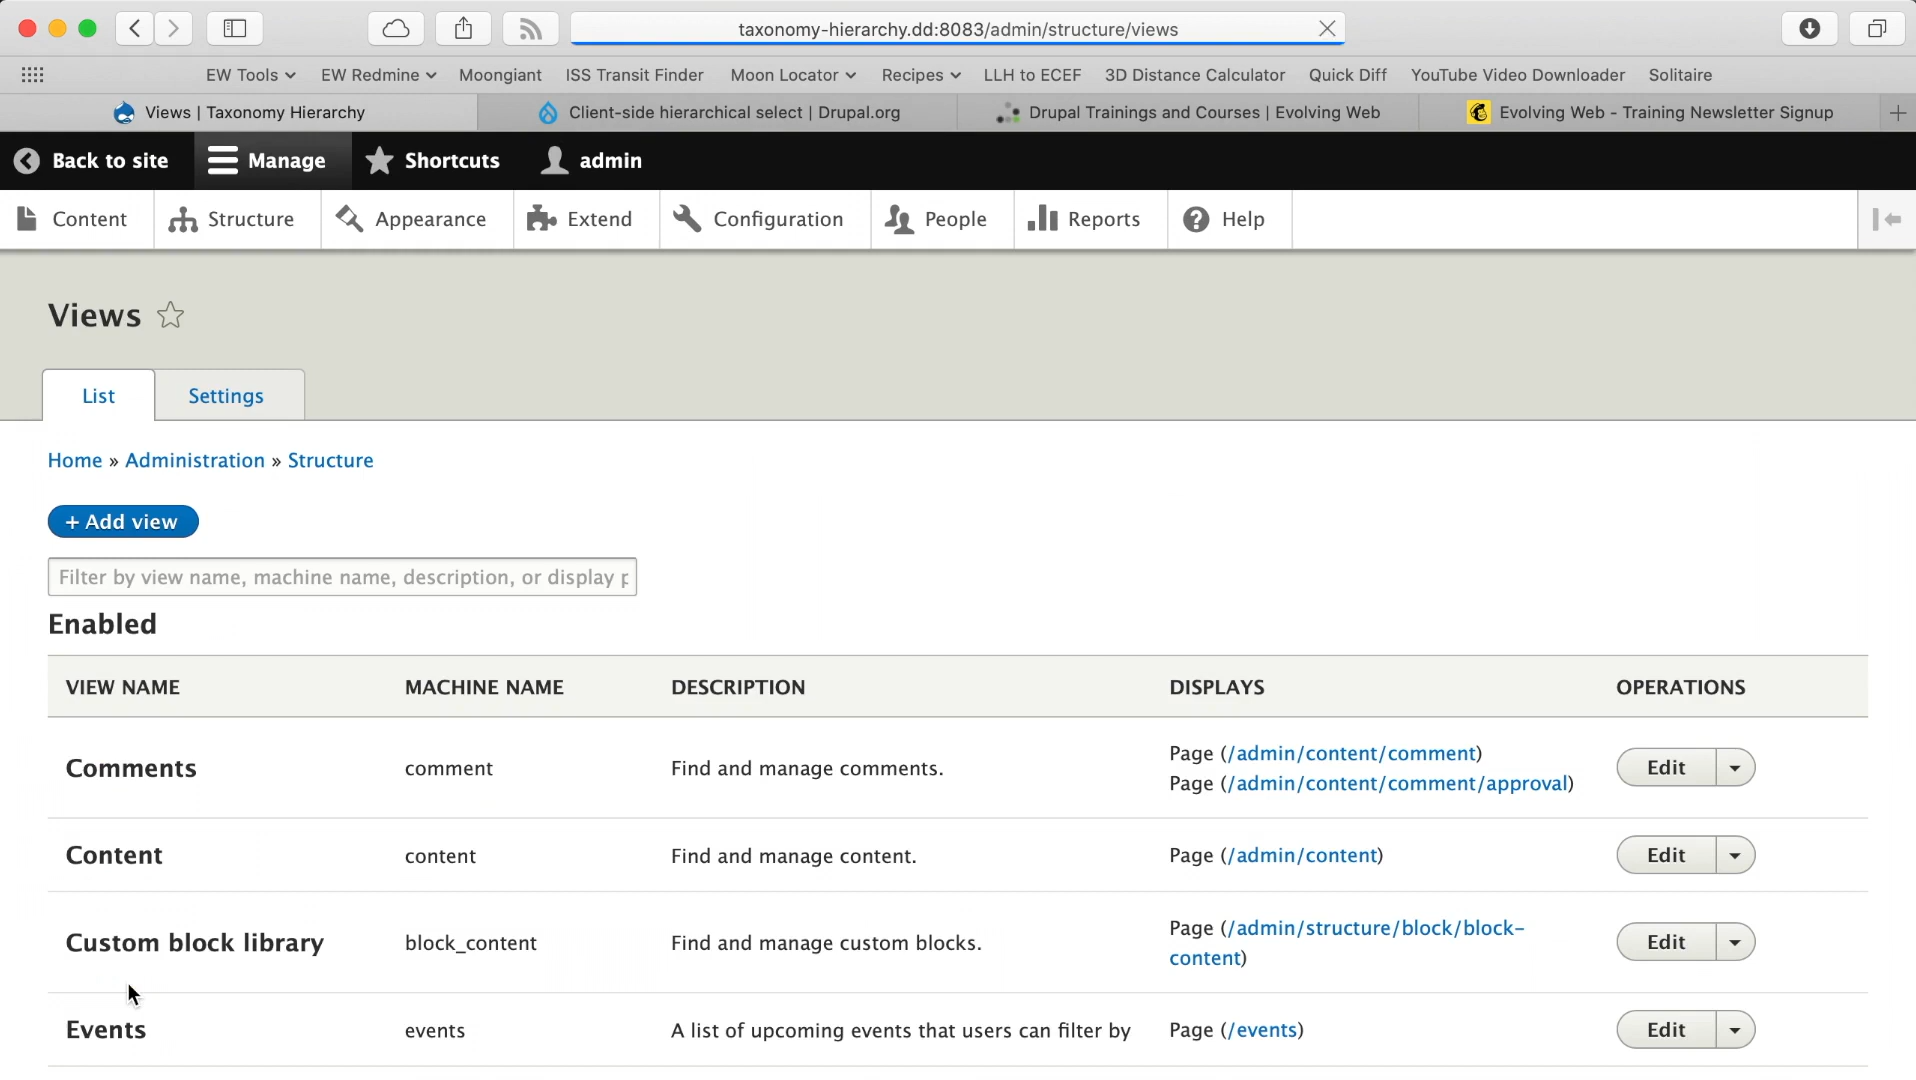 taxonomy-hierarchy.dd:8083/admin/structure/views
EW Tools EW Redmine Moongiant ISS Transit Finder Moon Locator Recipes LLH to ECEF 3D Distance Calculator Quick Diff YouTube Video Downloader Solitaire
Views | Taxonomy Hierarchy Client-side hierarchical select | Drupal.org Drupal Trainings and Courses | Evolving Web Evolving Web - Training Newsletter Signup
Back to site Manage Shortcuts admin
Content Structure Appearance Extend Configuration People Reports Help
Views
List Settings
Home » Administration » Structure
+ Add view
Filter by view name, machine name, description, or display
Enabled
VIEW NAME MACHINE NAME DESCRIPTION DISPLAYS OPERATIONS
Comments comment Find and manage comments. Page (/admin/content/comment) Edit
Page (/admin/content/comment/approval)
Content content Find and manage content. Page (/admin/content) Edit
Custom block library block_content Find and manage custom blocks. Page (/admin/structure/block/block- Edit
content)
Events events A list of upcoming events that users can filter by Page (/events) Edit